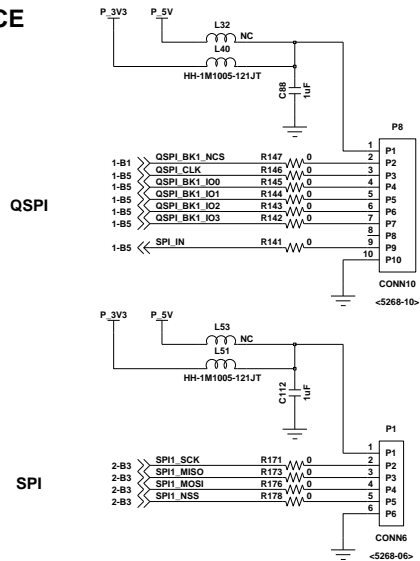 CE
P_3V3 P_5V
L32
NC
L40
HH-1M1005-121JT
C88
1uF
P8
1 P1
QSPI
1-B1 QSPI_BK1_NCS R147 0 2 P2
1-B5 QSPI_CLK R146 0 3 P3
1-B5 QSPI_BK1_IO0 R145 0 4 P4
1-B5 QSPI_BK1_IO1 R144 0 5 P5
1-B5 QSPI_BK1_IO2 R143 0 6 P6
1-B5 QSPI_BK1_IO3 R142 0 7 P7
8 P8
1-B5 SPI_IN R141 0 9 P9
10 P10
CONN10
<5268-10>
P_3V3 P_5V
L53
NC
L51
HH-1M1005-121JT
C112
1uF
P1
1 P1
SPI
2-B3 SPI1_SCK R171 0 2 P2
2-B3 SPI1_MISO R173 0 3 P3
2-B3 SPI1_MOSI R176 0 4 P4
2-B3 SPI1_NSS R178 0 5 P5
6 P6
CONN6
<5268-06>